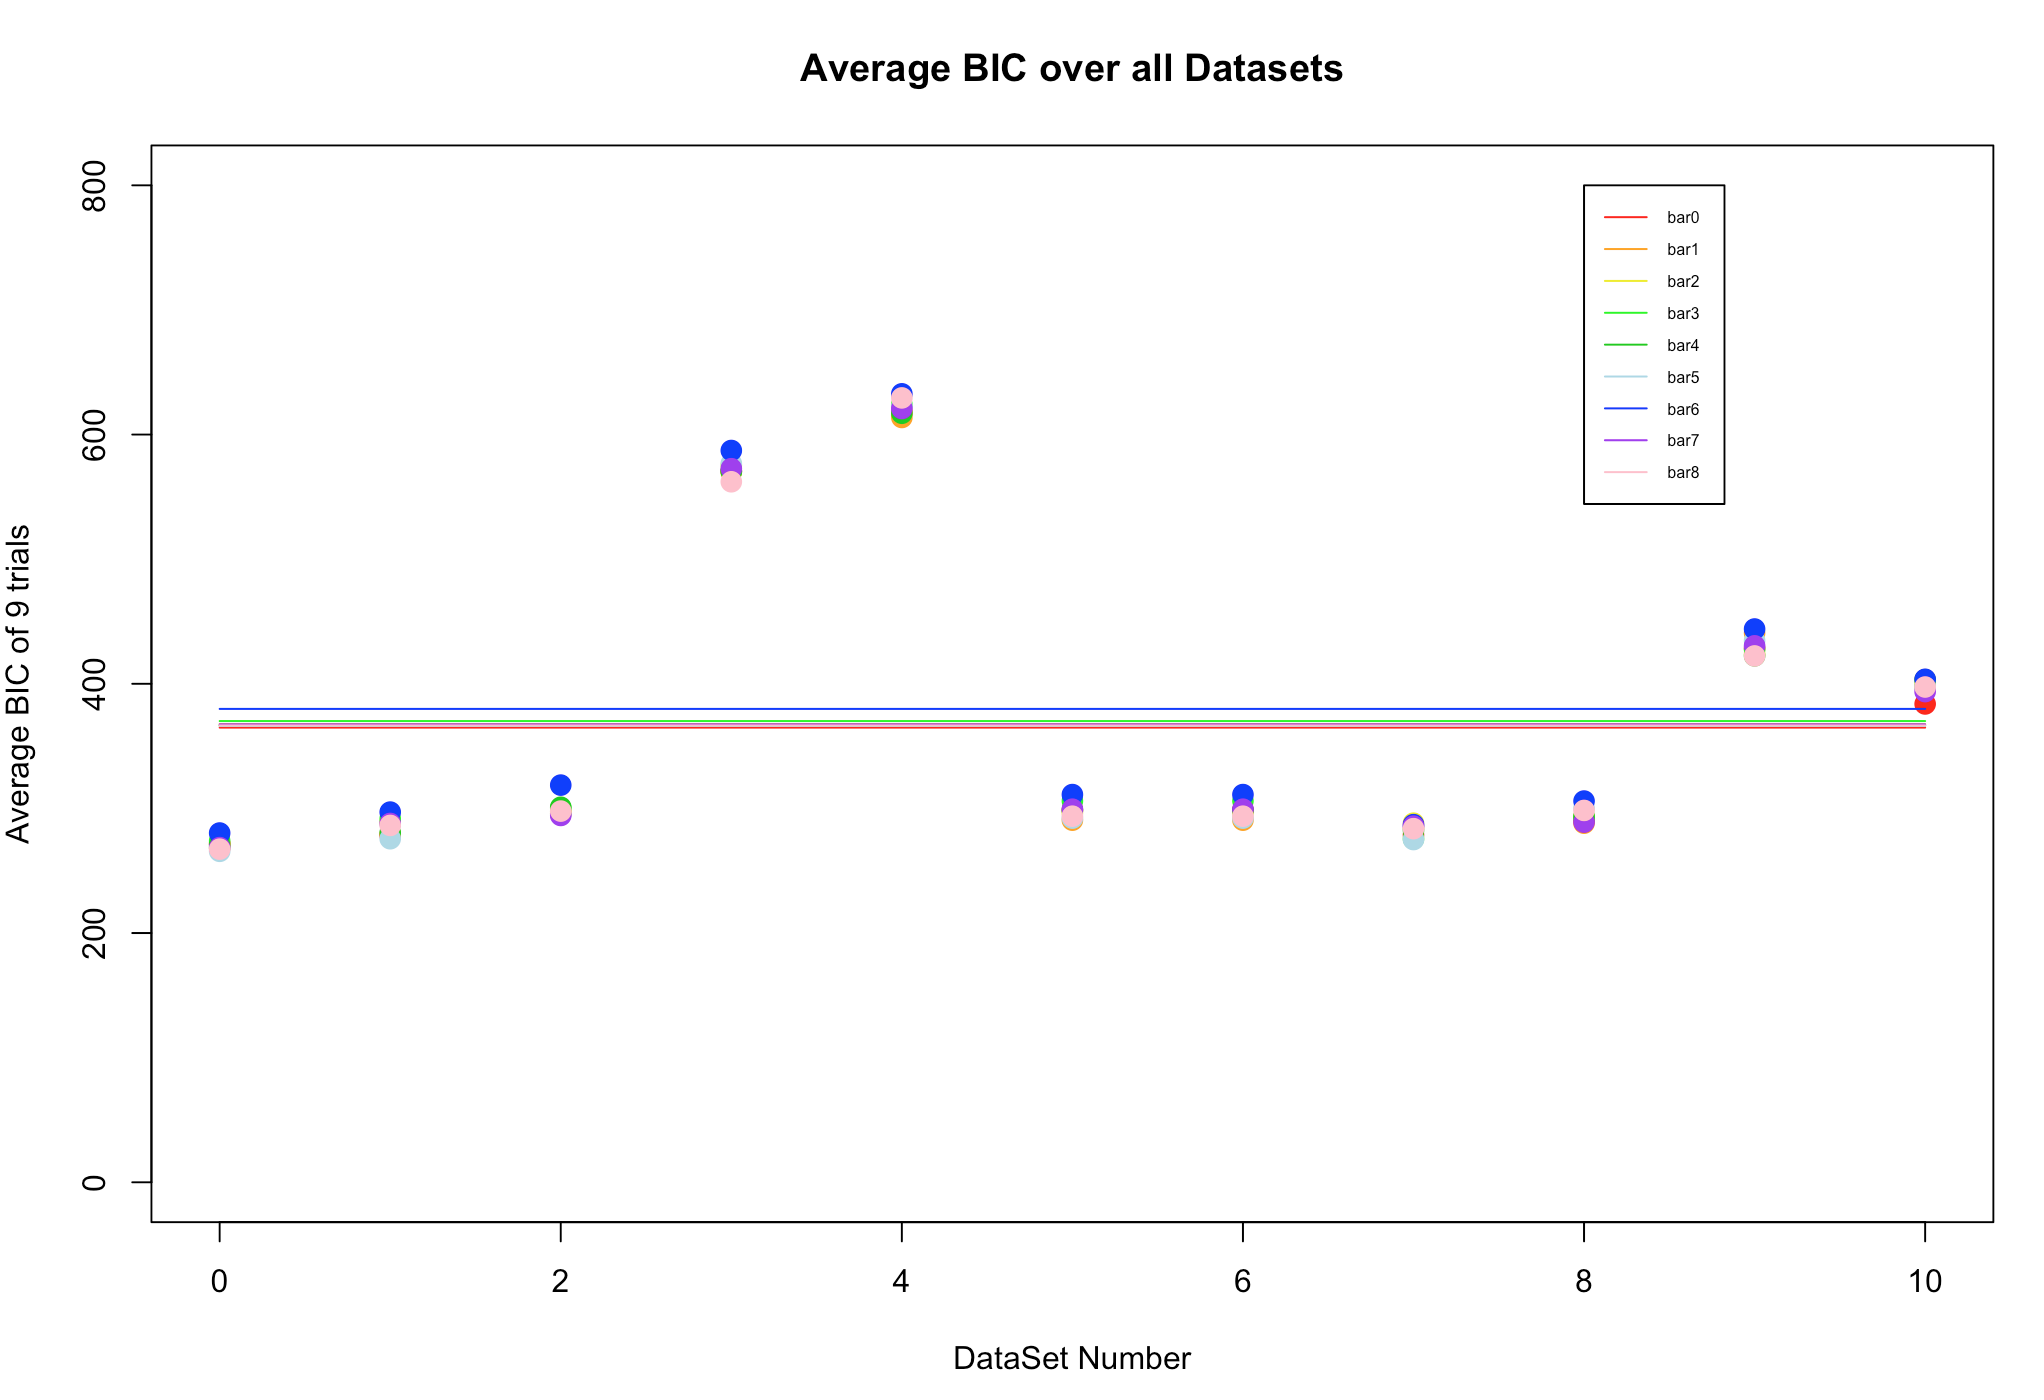 Average BIC over all Datasets
Average BIC of 9 trials
800
600
400
200
0
bar0
bar1
bar2
bar3
bar4
bar5
bar6
bar7
bar8
0 2 4 6 8 10
DataSet Number